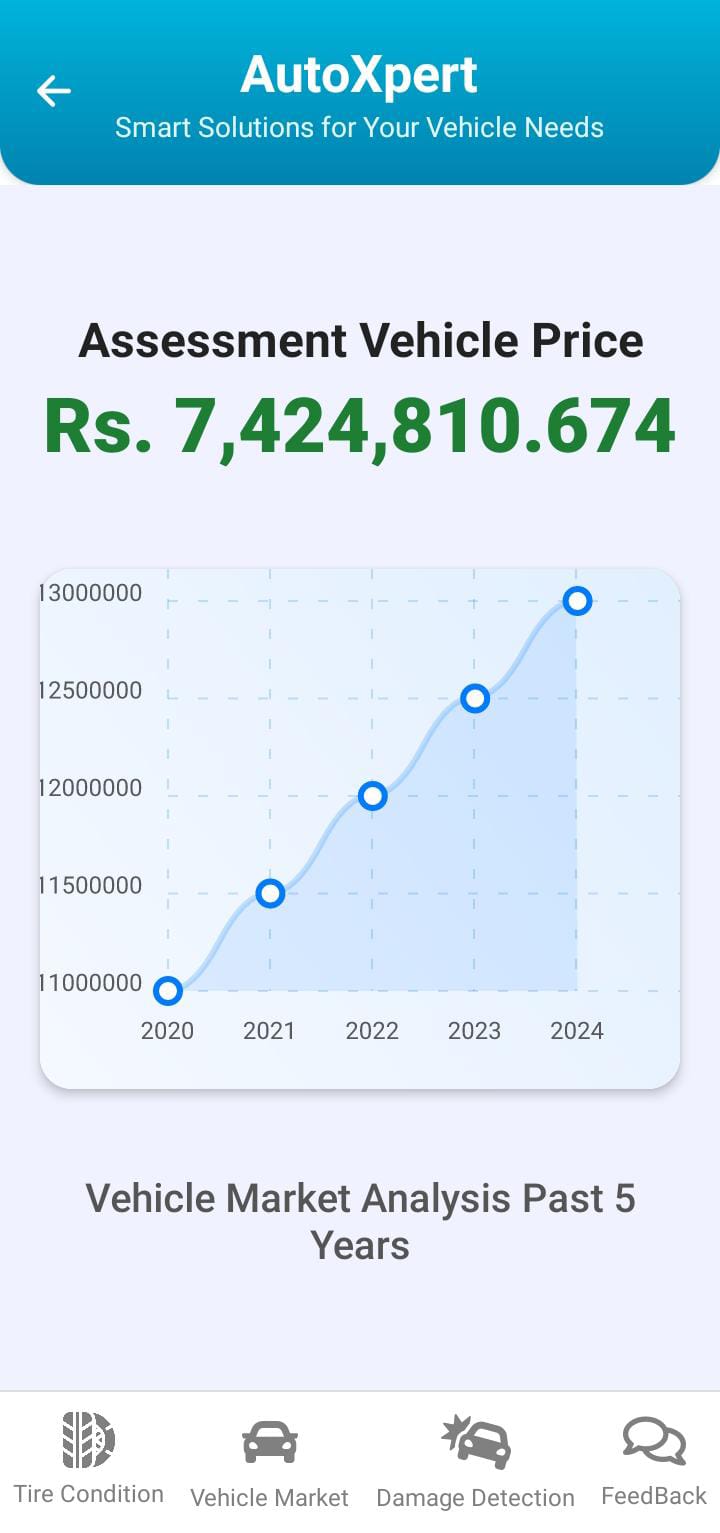 AutoXpert
Smart Solutions for Your Vehicle Needs
Assessment Vehicle Price
Rs. 7,424,810.674
13000000
12500000
12000000
11500000
11000000
2020 2021 2022 2023 2024
Vehicle Market Analysis Past 5
Years
Tire Condition Vehicle Market Damage Detection FeedBack